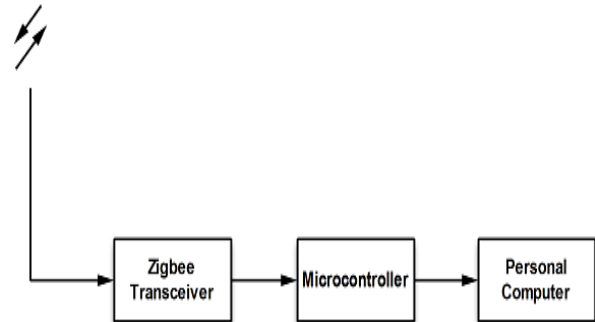 Zigbee
Transceiver
Microcontroller
Personal
Computer